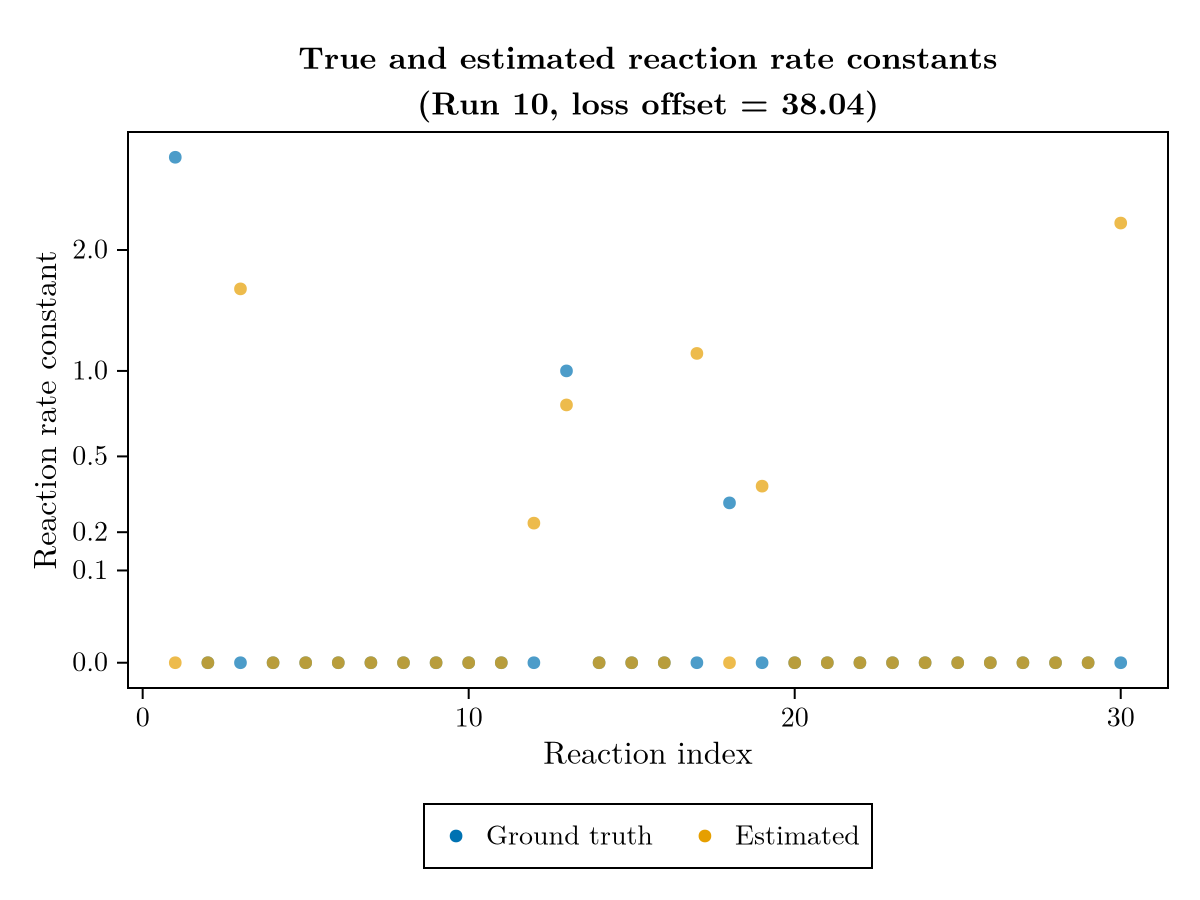 True and estimated reaction rate constants
(Run 10, loss offset = 38.04)
Reaction rate constant
2.0
1.0
0.5
0.2
0.1
0.0
0 10 20 30
Reaction index
Ground truth Estimated